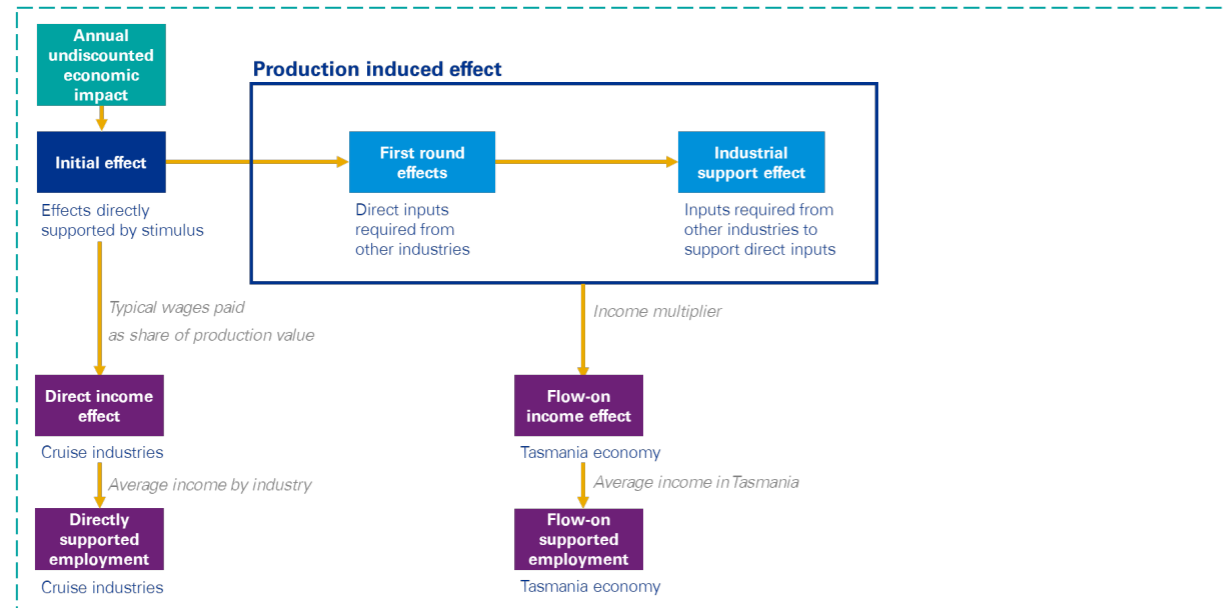 Annual
undiscounted
economic
impact
Production induced effect
Initial effect
First round
effects
Industrial
support effect
Effects directly
supported by stimulus
Direct inputs
required from
other industries
Inputs required from
other industries to
support direct inputs
Typical wages paid
as share of production value
Income multiplier
Direct income
effect
Flow-on
income effect
Cruise industries
Tasmania economy
Average income by industry
Average income in Tasmania
Directly
supported
employment
Flow-on
supported
employment
Cruise industries
Tasmania economy